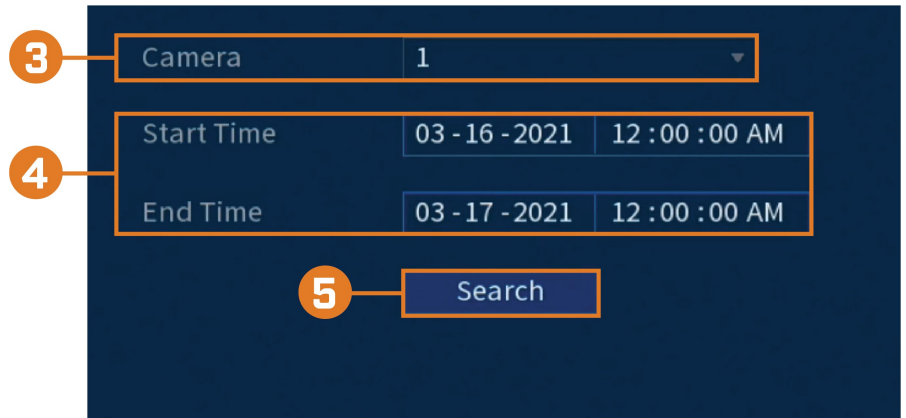 3 Camera 1
Start Time 03 - 16 - 2021 12 : 00 : 00 AM
4
End Time 03 - 17 - 2021 12 : 00 : 00 AM
5 Search